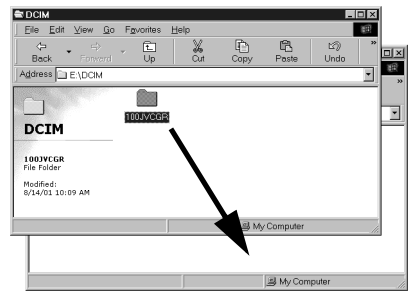 DCIM
File Edit View Go Favorites Help
Back Forward Up Cut Copy Paste Undo »
Address E:\DCIM
»
DCIM
100JVCGR
100JVCGR
File Folder
Modified:
8/14/01 10:09 AM
My Computer
My Computer